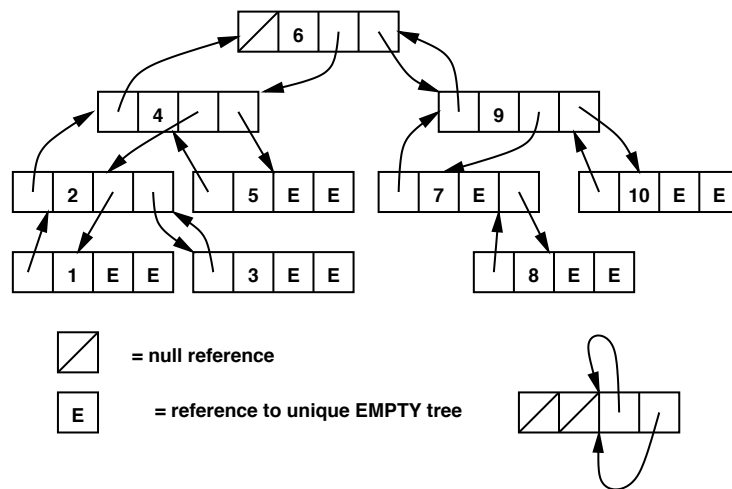 6
4 9
2 5 E E 7 E 10 E E
1 E E 3 E E 8 E E
= null reference
E = reference to unique EMPTY tree